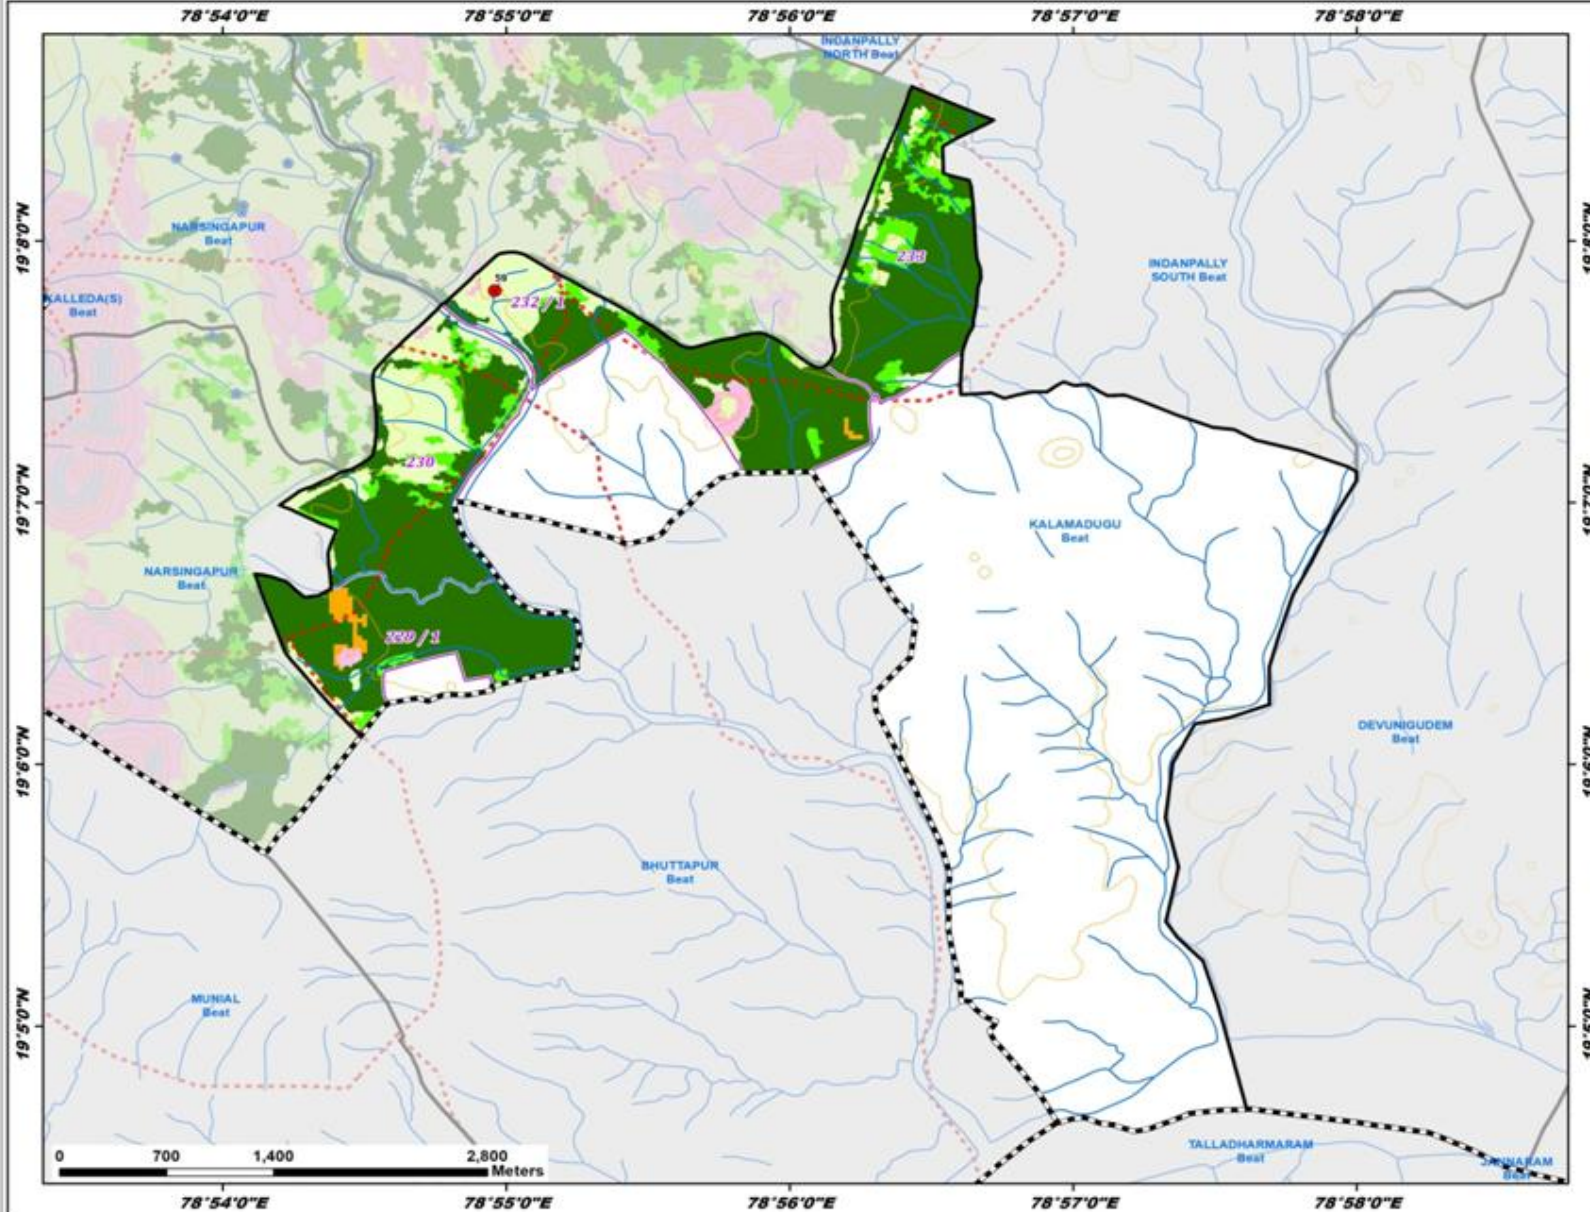 78°54'0"E 78°55'0"E 78°56'0"E 78°57'0"E 78°58'0"E
INDANPALLY
NORTH Beat
19°8'0"N
19°8'0"N
NARSINGAPUR
Beat
233
INDANPALLY
SOUTH Beat
59
232 / 1
KALLEDA(S)
Beat
230
19°7'0"N
19°7'0"N
KALAMADUGU
Beat
NARSINGAPUR
Beat
229 / 1
DEVUNIGUDEM
Beat
19°6'0"N
19°6'0"N
BHUTTAPUR
Beat
MUNIAL
Beat
19°5'0"N
19°5'0"N
TALLADHARMARAM
Beat
JANNARAM
Beat
0 700 1,400 2,800
Meters
78°54'0"E 78°55'0"E 78°56'0"E 78°57'0"E 78°58'0"E